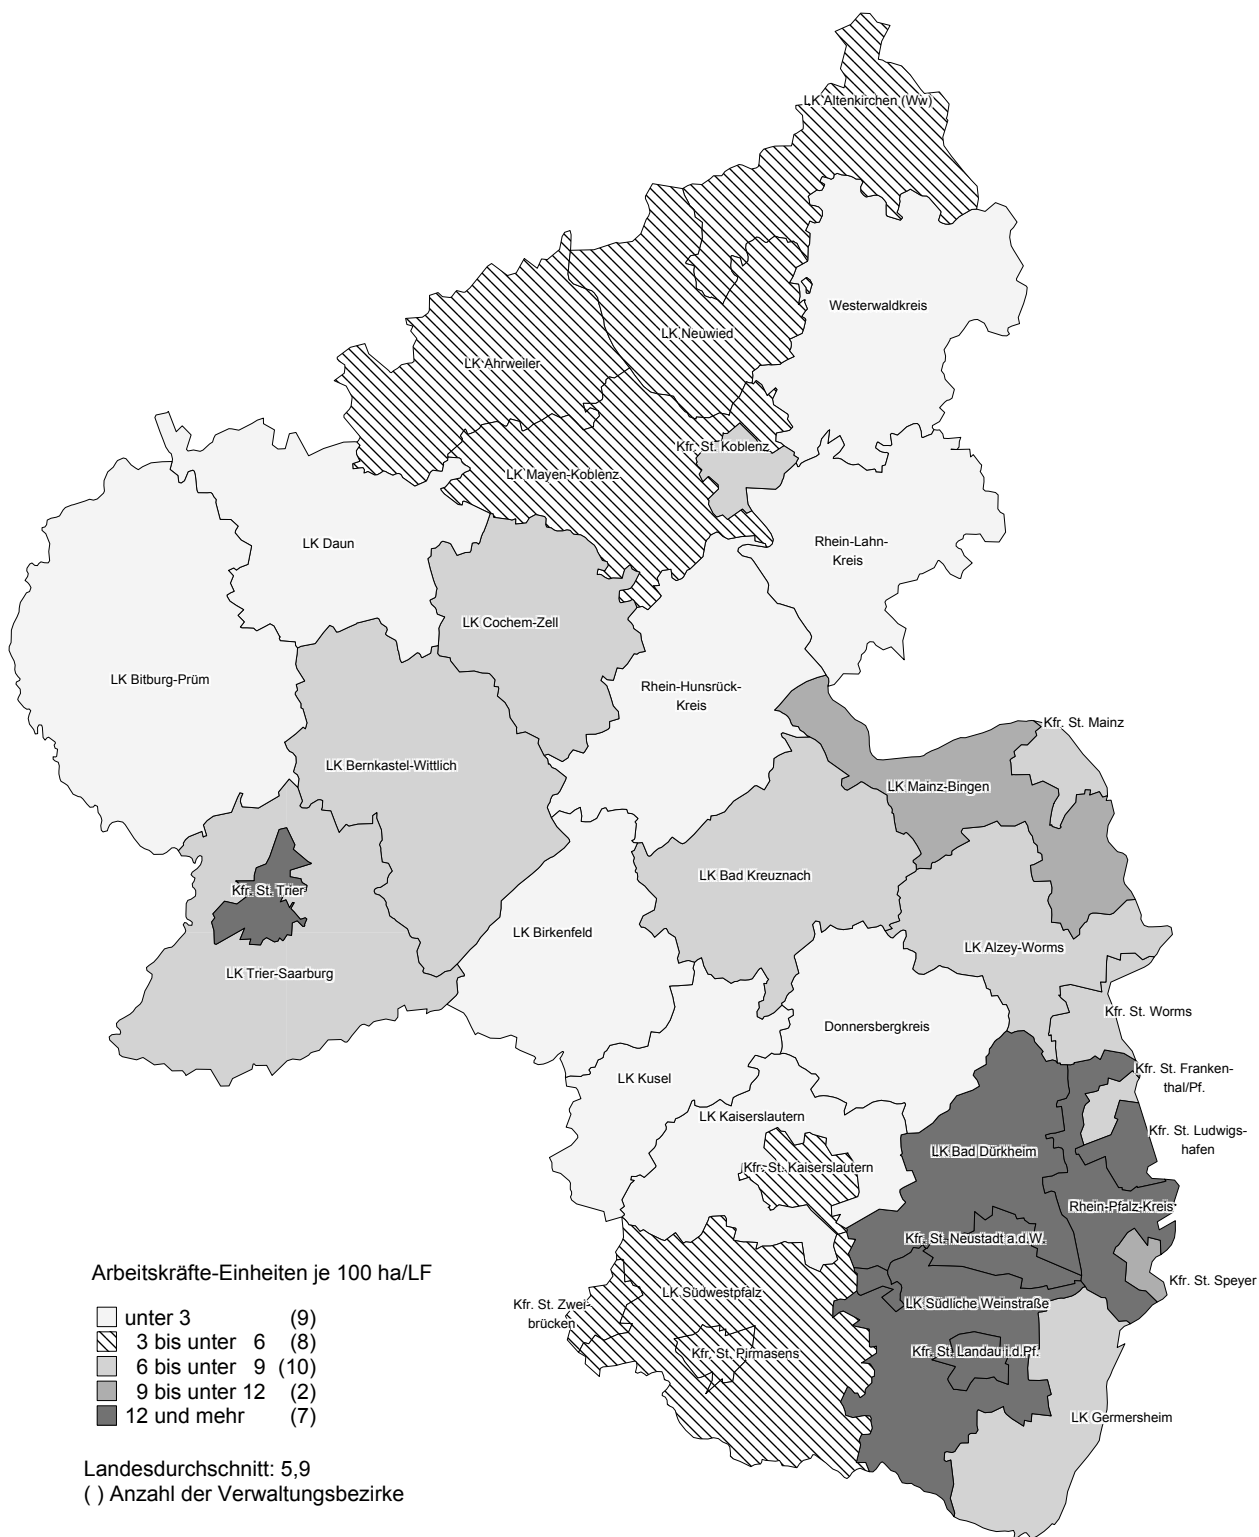 LK Altenkirchen (Ww)
Westerwaldkreis
LK Neuwied
LK Ahrweiler
Kfr. St. Koblenz
LK Mayen-Koblenz
LK Daun
Rhein-Lahn-
Kreis
LK Cochem-Zell
LK Bitburg-Prüm
Rhein-Hunsrück-
Kreis
Kfr. St. Mainz
LK Bernkastel-Wittlich
LK Mainz-Bingen
LK Bad Kreuznach
Kfr. St. Trier
LK Birkenfeld
LK Alzey-Worms
LK Trier-Saarburg
Kfr. St. Worms
Donnersbergkreis
Kfr. St. Franken-
thal/Pf.
LK Kusel
LK Kaiserslautern
Kfr. St. Ludwigs-
hafen
LK Bad Dürkheim
Kfr. St. Kaiserslautern
Rhein-Pfalz-Kreis
Kfr. St. Neustadt a.d.W.
Kfr. St. Speyer
LK Südwestpfalz
Kfr. St. Zwei-
brücken
LK Südliche Weinstraße
Kfr. St. Pirmasens
Kfr. St. Landau i.d.Pf.
LK Germersheim
Arbeitskräfte-Einheiten je 100 ha/LF
unter 3 (9)
3 bis unter 6 (8)
6 bis unter 9 (10)
9 bis unter 12 (2)
12 und mehr (7)
Landesdurchschnitt: 5,9
( ) Anzahl der Verwaltungsbezirke